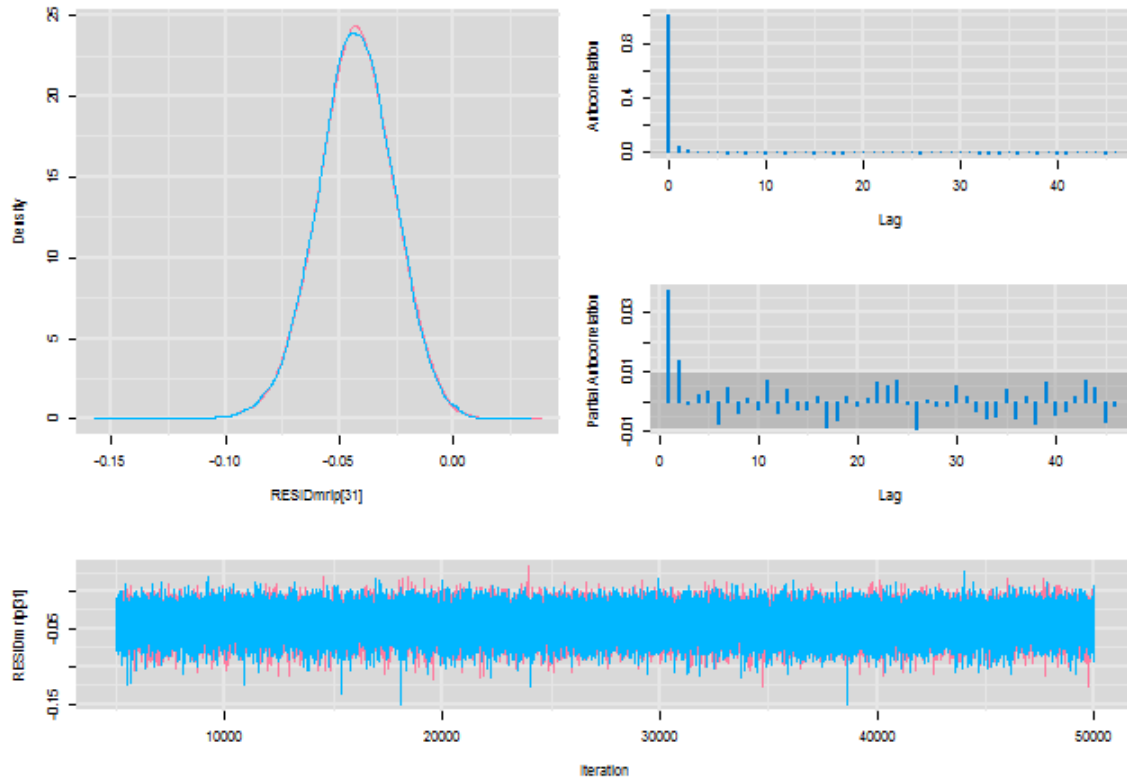 25
20
15
10
5
0
Density
-0.15 -0.10 -0.05 0.00
RESIDmrip[31]
0.8
0.4
0.0
Autocorrelation
0 10 20 30 40
Lag
0.03
0.01
-0.01
Partial Autocorrelation
0 10 20 30 40
Lag
-0.05
-0.15
RESIDmrip[31]
10000 20000 30000 40000 50000
Iteration